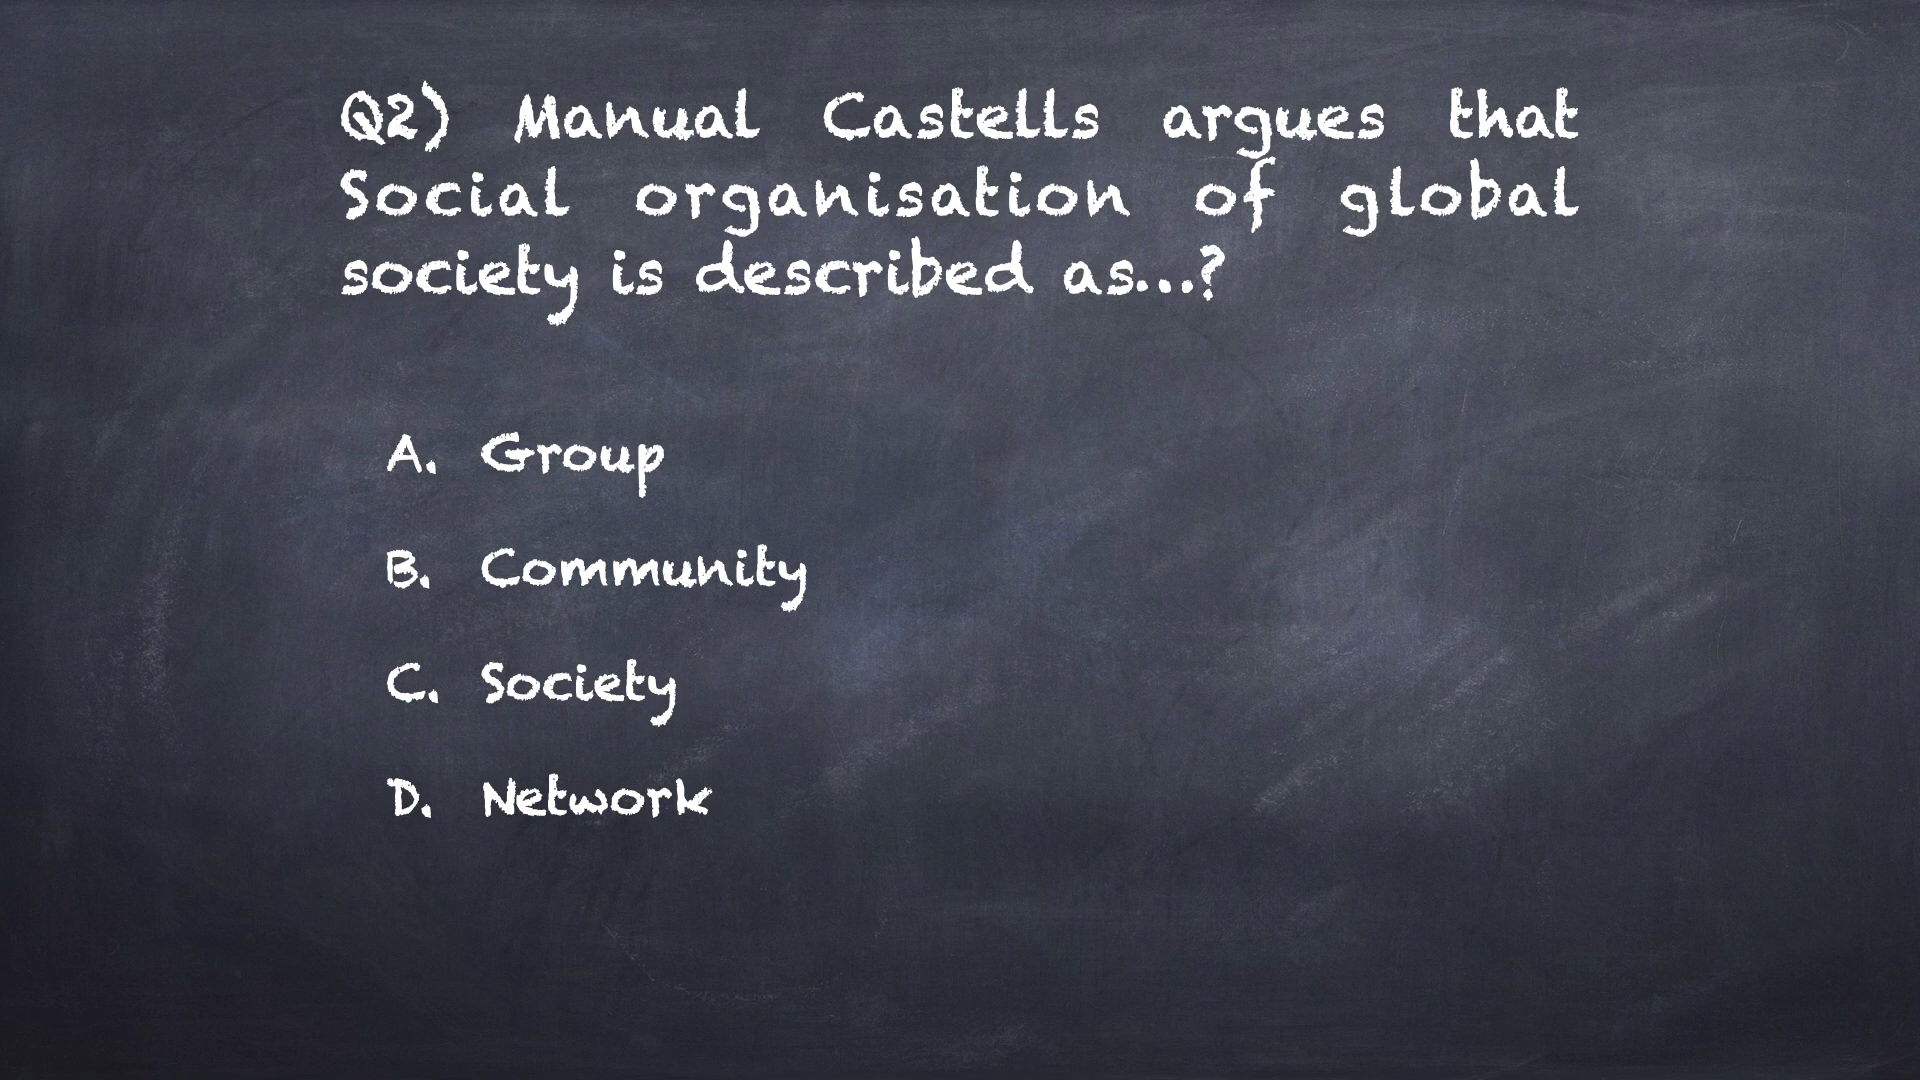 Q2) Manual Castells argues that
Social organisation of global
society is described as...?
A. Group
B. Community
C. Society
D. Network